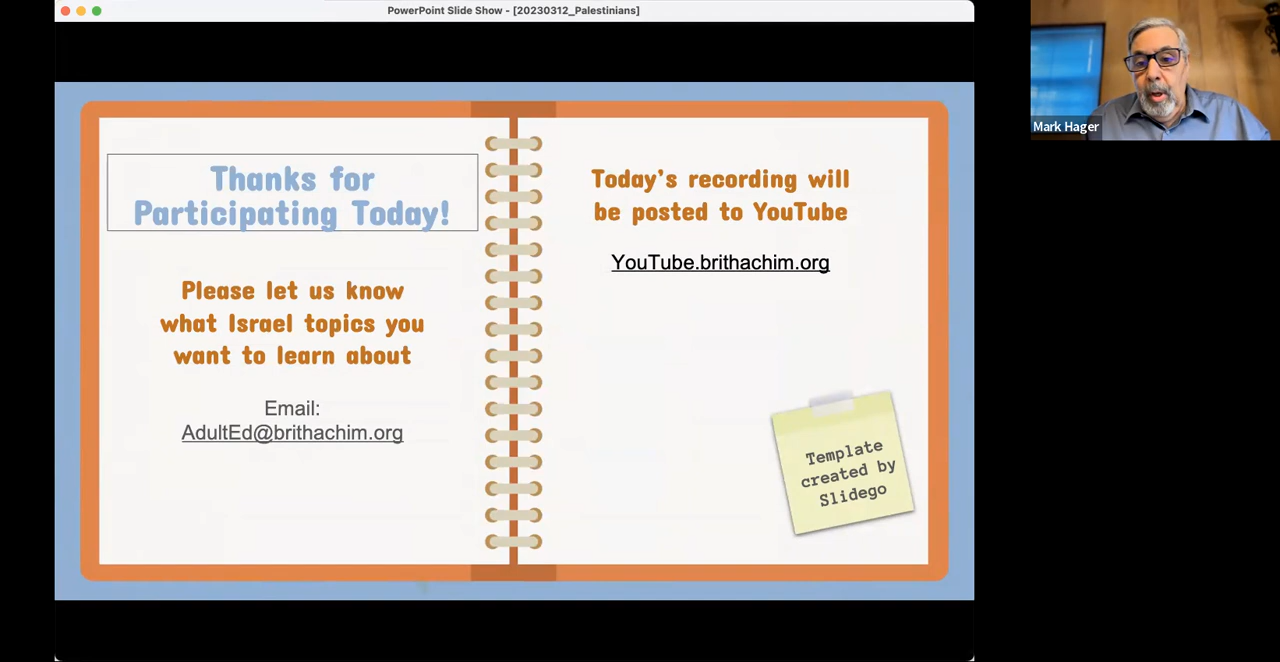 PowerPoint Slide Show - [20230312_Palestinians]
Thanks for
Participating Today!
Please let us know
what Israel topics you
want to learn about
Email:
AdultEd@brithachim.org
Today's recording will
be posted to YouTube
YouTube.brithachim.org
Template
created by
Slidego
Mark Hager